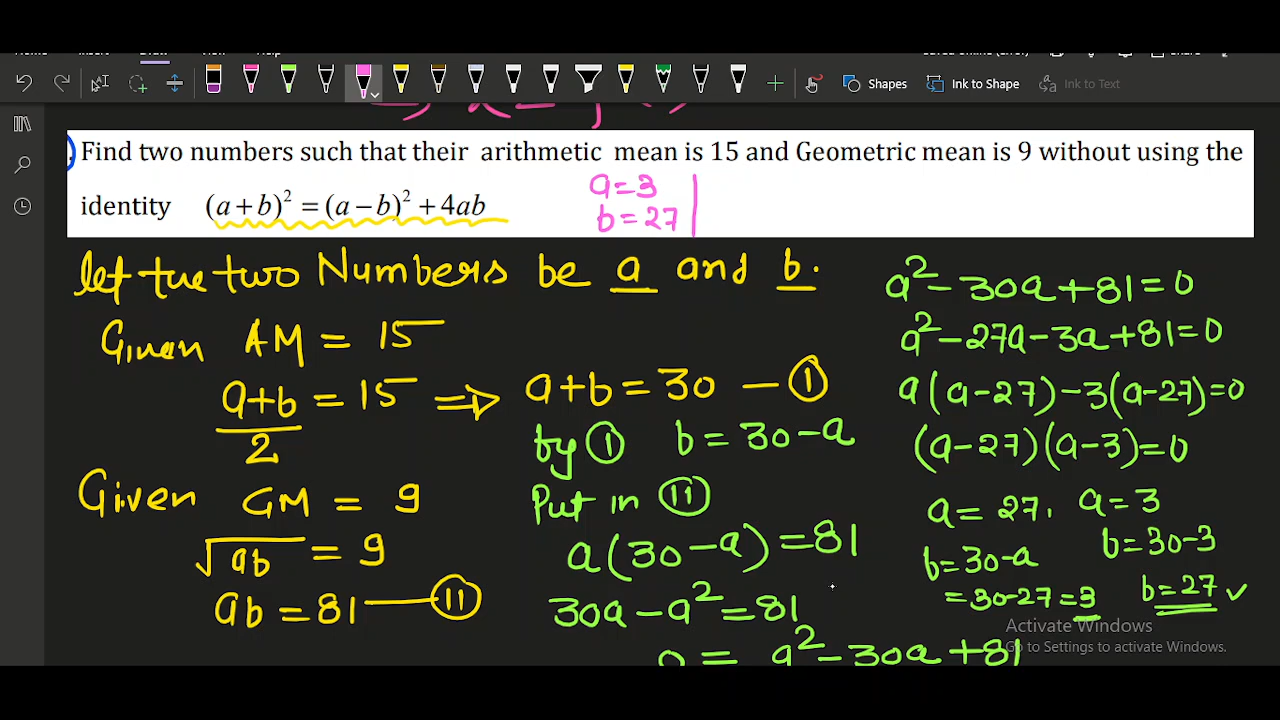 Shapes
Ink to Shape
Ink to Text
Find two numbers such that their arithmetic mean is 15 and Geometric mean is 9 without using the
identity (a+b)² = (a−b)² + 4ab
a=3
b=27
let the two Numbers be a and b.
Given AM = 15
a+b/2 = 15 ⇒ a+b = 30 — (1)
Given GM = 9
√ab = 9
ab = 81 — (11)
by (1) b = 30-a
Put in (11)
a(30-a) = 81
30a - a² = 81
0 = a² - 30a + 81
a² - 30a + 81 = 0
a² - 27a - 3a + 81 = 0
a(a-27) - 3(a-27) = 0
(a-27)(a-3) = 0
a = 27, a = 3
b = 30-a
= 30-27 = 3
b = 30-3
b = 27 ✓
Activate Windows
Go to Settings to activate Windows.